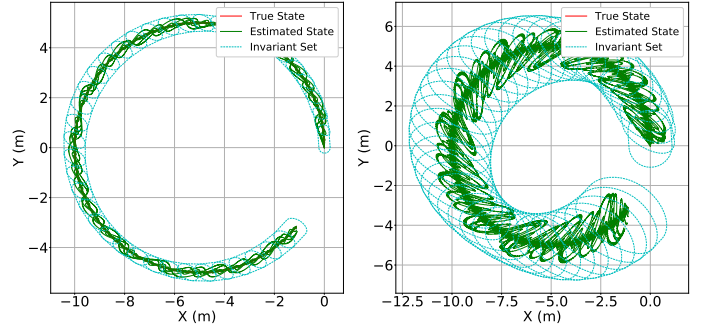 True State
Estimated State
Invariant Set
4
2
0
−2
−4
Y (m)
−10
−8
−6
−4
−2
0
X (m)
True State
Estimated State
Invariant Set
6
4
2
0
−2
−4
−6
Y (m)
−12.5
−10.0
−7.5
−5.0
−2.5
0.0
X (m)